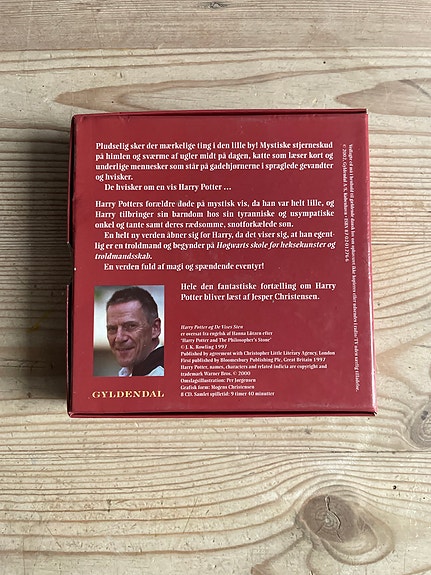 Pludselig sker der mærkelige ting i den lille by! Mystiske stjerneskud
på himlen og sværme af ugler midt på dagen, katte som læser kort og
underlige mennesker som står på gadehjørnerne i spraglede gevandter
og hvisker.
De hvisker om en vis Harry Potter ...
Harry Potters forældre døde på mystisk vis, da han var helt lille, og
Harry tilbringer sin barndom hos sin tyranniske og usympatiske
onkel og tante samt deres rædsomme, snotforkælede søn.
En helt ny verden åbner sig for Harry, da det viser sig, at han egent-
lig er en troldmand og begynder på Hogwarts skole for heksekunster og
troldmandsskab.
En verden fuld af magi og spændende eventyr!
Hele den fantastiske fortælling om Harry
Potter bliver læst af Jesper Christensen.
Harry Potter og De Vises Sten
er oversat fra engelsk af Hanna Lützen efter
'Harry Potter and The Philosopher's Stone'
© J. K. Rowling 1997
Published by agreement with Christopher Little Literary Agency, London
First published by Bloomsbury Publishing Plc, Great Britain 1997
Harry Potter, names, characters and related indicia are copyright and
trademark Warner Bros. © 2000
Omslagsillustration: Per Jørgensen
Grafisk form: Mogens Christensen
8 CD. Samlet spilletid: 9 timer 40 minutter
GYLDENDAL
© 2002, Gyldendal A/S, København